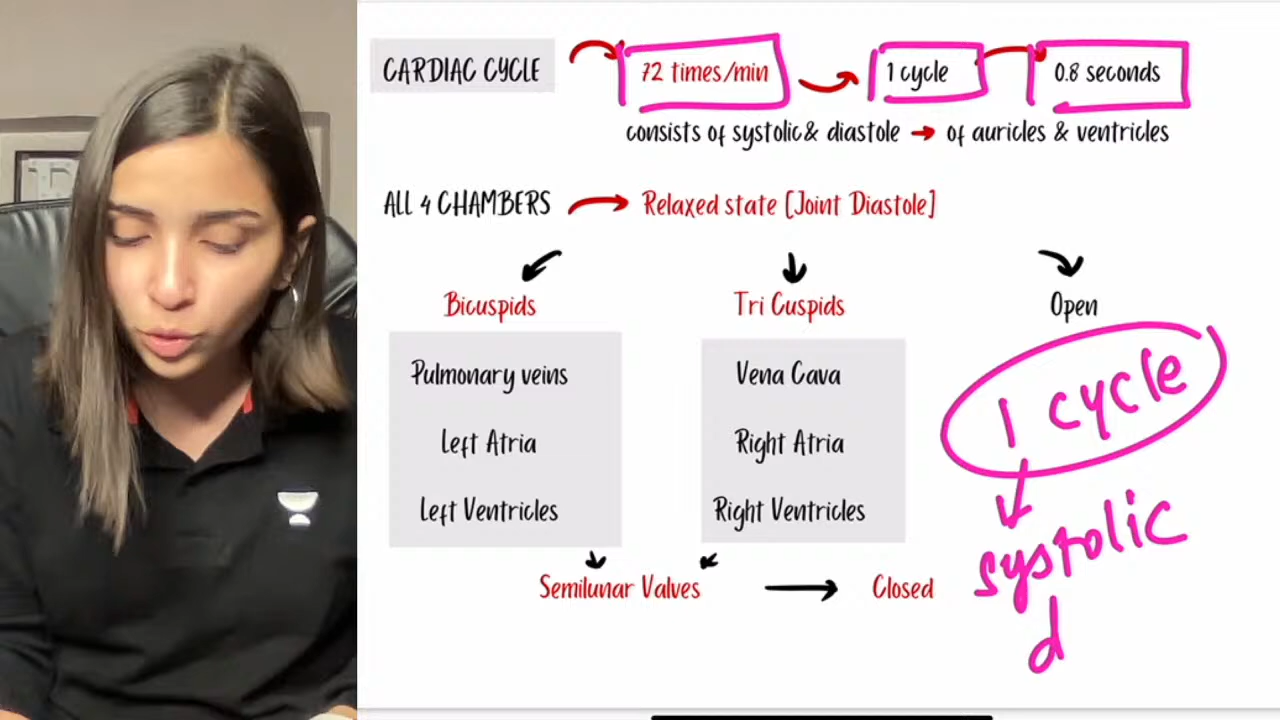 CARDIAC CYCLE 72 times/min 1 cycle 0.8 seconds
consists of systolic & diastole of auricles & ventricles
ALL 4 CHAMBERS Relaxed state [Joint Diastole]
Bicuspids Tri Cuspids Open
Pulmonary veins Vena Cava
Left Atria Right Atria
Left Ventricles Right Ventricles
Semilunar Valves Closed
1 cycle
systolic
d